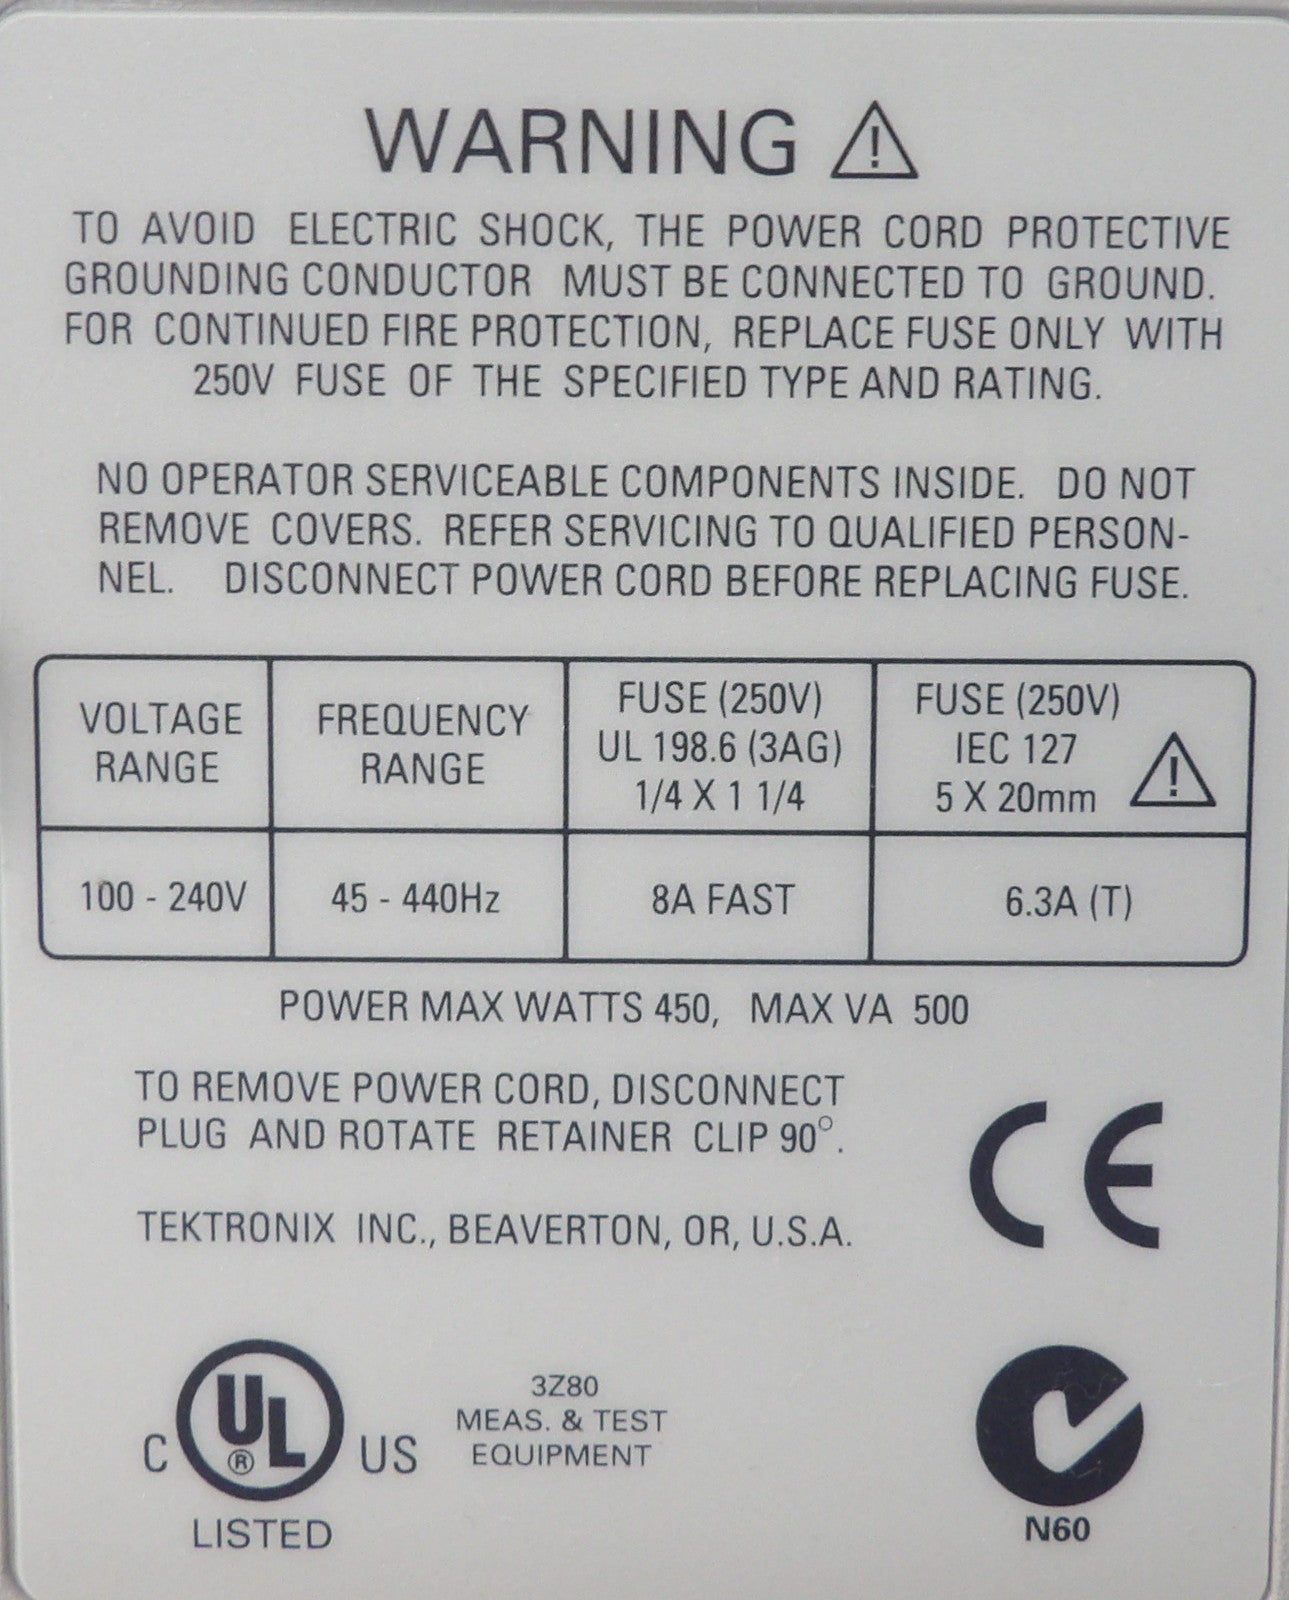 WARNING
TO AVOID ELECTRIC SHOCK, THE POWER CORD PROTECTIVE
GROUNDING CONDUCTOR MUST BE CONNECTED TO GROUND.
FOR CONTINUED FIRE PROTECTION, REPLACE FUSE ONLY WITH
250V FUSE OF THE SPECIFIED TYPE AND RATING.
NO OPERATOR SERVICEABLE COMPONENTS INSIDE. DO NOT
REMOVE COVERS. REFER SERVICING TO QUALIFIED PERSON-
NEL. DISCONNECT POWER CORD BEFORE REPLACING FUSE.
VOLTAGE
RANGE
FREQUENCY
RANGE
FUSE (250V)
UL 198.6 (3AG)
1/4 X 1 1/4
FUSE (250V)
IEC 127
5 X 20mm
100 - 240V
45 - 440Hz
8A FAST
6.3A (T)
POWER MAX WATTS 450, MAX VA 500
TO REMOVE POWER CORD, DISCONNECT
PLUG AND ROTATE RETAINER CLIP 90°.
TEKTRONIX INC., BEAVERTON, OR, U.S.A.
CE
C UL ® US
LISTED
3Z80
MEAS. & TEST
EQUIPMENT
N60